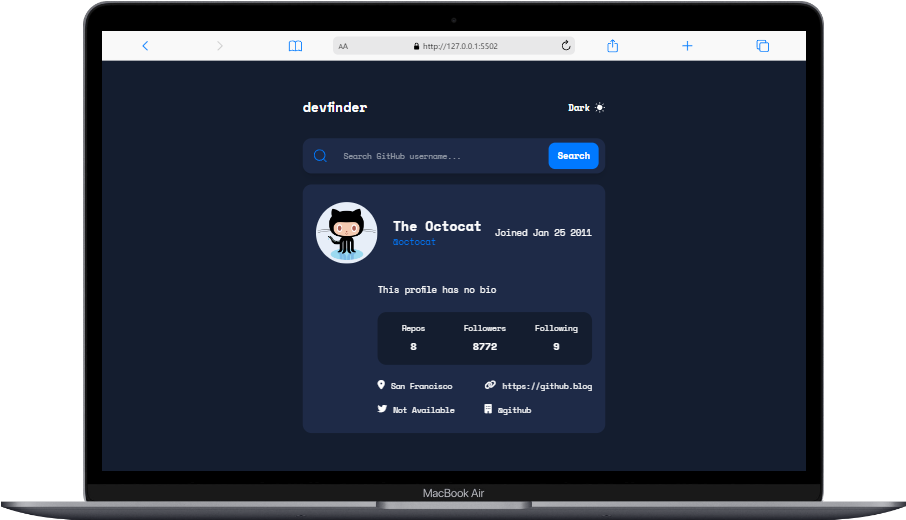 AA
http://127.0.0.1:5502
devfinder
Dark
Search GitHub username...
Search
The Octocat
@octocat
Joined Jan 25 2011
This profile has no bio
Repos Followers Following
8 8772 9
San Francisco https://github.blog
Not Available @github
MacBook Air